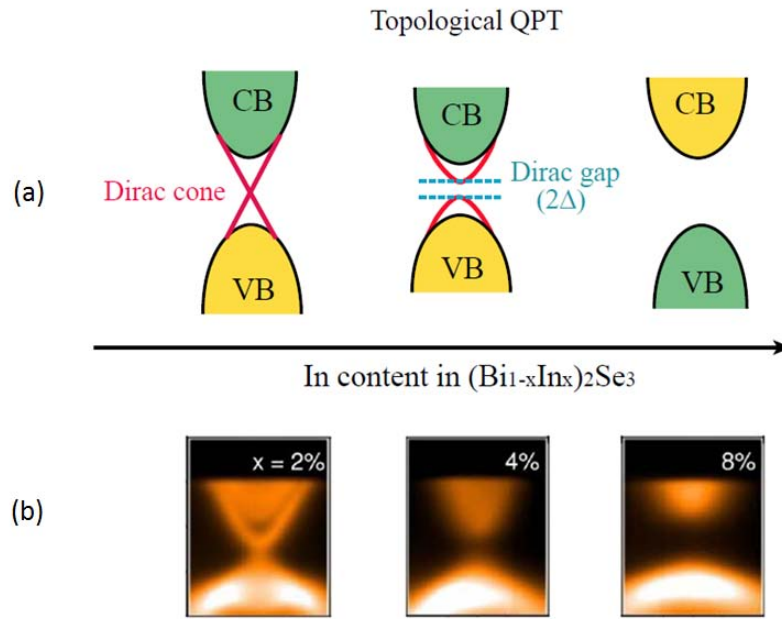 Topological QPT
(a)
CB
CB
CB
Dirac cone
Dirac gap
(2Δ)
VB
VB
VB
In content in (Bi1-xInx)2Se3
(b)
x = 2%
4%
8%